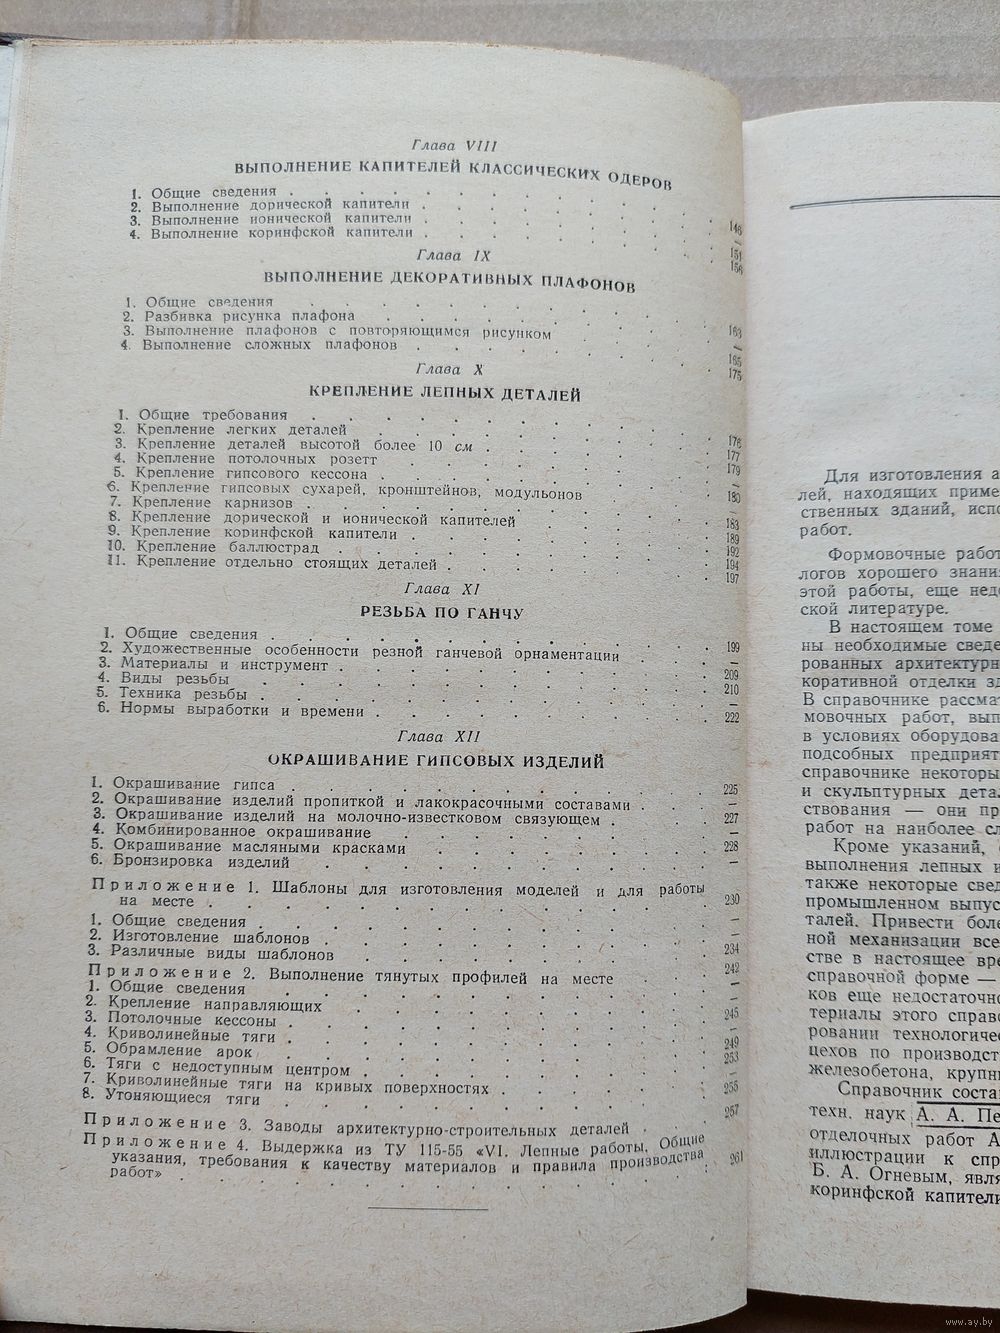 Глава VIII
ВЫПОЛНЕНИЕ КАПИТЕЛЕЙ КЛАССИЧЕСКИХ ОДЕРОВ
1. Общие сведения . . . . . . . . . 146
2. Выполнение дорической капители . . . . . . . . . —
3. Выполнение ионической капители . . . . . . . . . 151
4. Выполнение коринфской капители . . . . . . . . . 156
Глава IX
ВЫПОЛНЕНИЕ ДЕКОРАТИВНЫХ ПЛАФОНОВ
1. Общие сведения . . . . . . . . . 163
2. Разбивка рисунка плафона . . . . . . . . . —
3. Выполнение плафонов с повторяющимся рисунком . . . . . . 165
4. Выполнение сложных плафонов . . . . . . . . . 175
Глава X
КРЕПЛЕНИЕ ЛЕПНЫХ ДЕТАЛЕЙ
1. Общие требования . . . . . . . . . 176
2. Крепление легких деталей . . . . . . . . . 177
3. Крепление деталей высотой более 10 см . . . . . . . 179
4. Крепление потолочных розетт . . . . . . . . . —
5. Крепление гипсового кессона . . . . . . . . . 180
6. Крепление гипсовых сухарей, кронштейнов, модульонов . . . . —
7. Крепление карнизов . . . . . . . . . 183
8. Крепление дорической и ионической капителей . . . . . . 189
9. Крепление коринфской капители . . . . . . . . . 192
10. Крепление баллюстрад . . . . . . . . . 194
11. Крепление отдельно стоящих деталей . . . . . . . . 197
Глава XI
РЕЗЬБА ПО ГАНЧУ
1. Общие сведения . . . . . . . . . 199
2. Художественные особенности резной ганчевой орнаментации . . . —
3. Материалы и инструмент . . . . . . . . . 209
4. Виды резьбы . . . . . . . . . 210
5. Техника резьбы . . . . . . . . . —
6. Нормы выработки и времени . . . . . . . . . 222
Глава XII
ОКРАШИВАНИЕ ГИПСОВЫХ ИЗДЕЛИЙ
1. Окрашивание гипса . . . . . . . . . 225
2. Окрашивание изделий пропиткой и лакокрасочными составами . . . —
3. Окрашивание изделий на молочно-известковом связующем . . . . 227
4. Комбинированное окрашивание . . . . . . . . . —
5. Окрашивание масляными красками . . . . . . . . . 228
6. Бронзировка изделий . . . . . . . . . —
Приложение 1. Шаблоны для изготовления моделей и для работы
на месте . . . . . . . . . 230
1. Общие сведения . . . . . . . . . —
2. Изготовление шаблонов . . . . . . . . . —
3. Различные виды шаблонов . . . . . . . . . 234
Приложение 2. Выполнение тянутых профилей на месте . . . 242
1. Общие сведения . . . . . . . . . —
2. Крепление направляющих . . . . . . . . . —
3. Потолочные кессоны . . . . . . . . . 245
4. Криволинейные тяги . . . . . . . . . —
5. Обрамление арок . . . . . . . . . 249
6. Тяги с недоступным центром . . . . . . . . . 253
7. Криволинейные тяги на кривых поверхностях . . . . . . —
8. Утоняющиеся тяги . . . . . . . . . 255
Приложение 3. Заводы архитектурно-строительных деталей . . 257
Приложение 4. Выдержка из ТУ 115-55 «VI. Лепные работы, Общие
указания, требования к качеству материалов и правила производства
работ» . . . . . . . . . 261
Для изготовления а
лей, находящих приме
ственных зданий, испо
работ.
Формовочные работ
логов хорошего знания
этой работы, еще недо
ской литературе.
В настоящем томе
ны необходимые сведе
рованных архитектурн
коративной отделки зд
В справочнике рассмат
мовочных работ, вып
в условиях оборудова
подсобных предприят
справочнике некоторы
и скульптурных детал
ствования — они пр
работ на наиболее сл
Кроме указаний,
выполнения лепных и
также некоторые свед
промышленном выпус
талей. Привести боле
ной механизации все
стве в настоящее вре
справочной форме —
ков еще недостаточно
териалы этого справо
ровании технологичес
цехов по производств
железобетона, крупны
Справочник состав
техн. наук А. А. Пе
отделочных работ А
иллюстрации к спр
Б. А. Огневым, явля
коринфской капители
www.ay.by